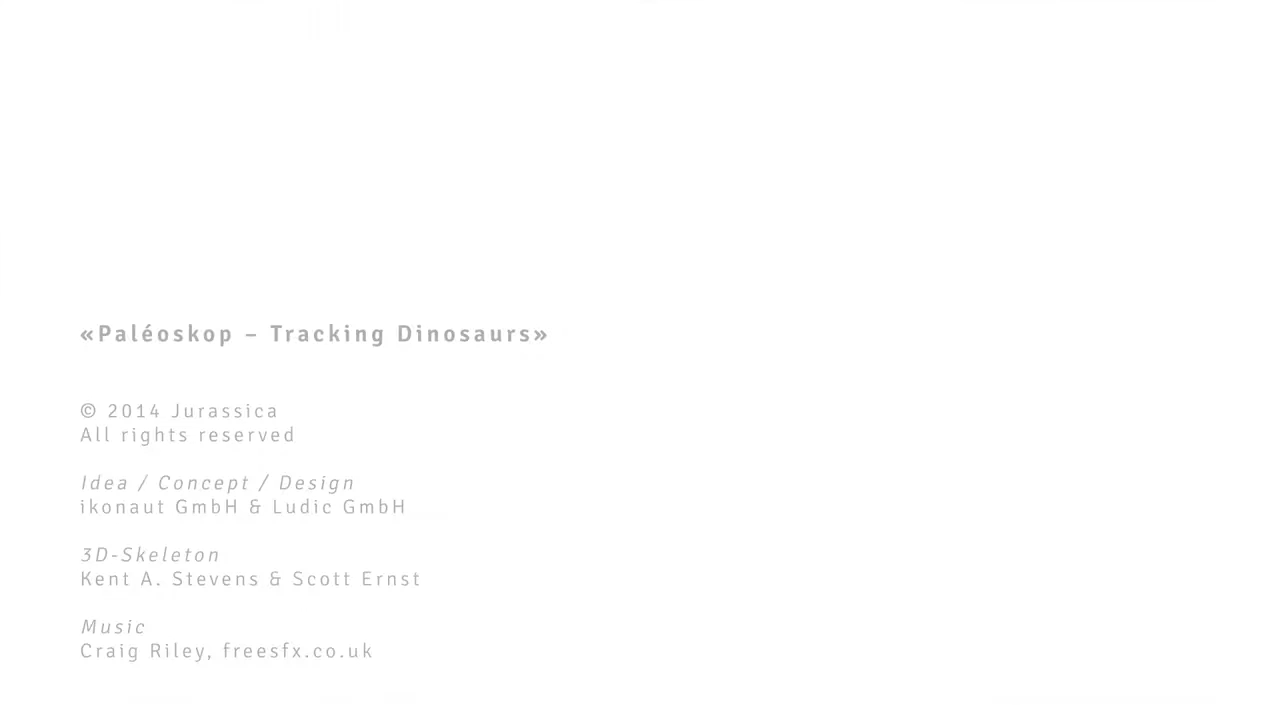 «Paléoskop – Tracking Dinosaurs»
© 2014 Jurassica
All rights reserved
Idea / Concept / Design
ikonaut GmbH & Ludic GmbH
3D-Skeleton
Kent A. Stevens & Scott Ernst
Music
Craig Riley, freesfx.co.uk